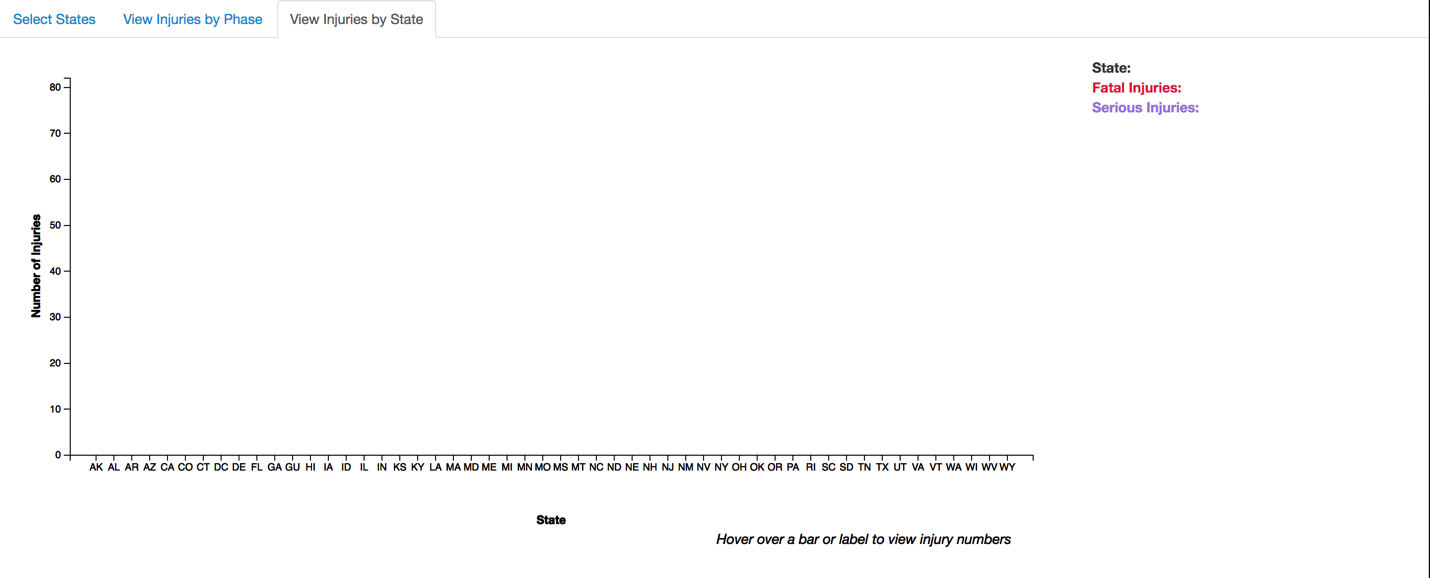 Select States View Injuries by Phase View Injuries by State
State:
Fatal Injuries:
Serious Injuries:
Number of Injuries
80
70
60
50
40
30
20
10
0
AK AL AR AZ CA CO CT DC DE FL GA GU HI IA ID IL IN KS KY LA MA MD ME MI MN MO MS MT NC ND NE NH NJ NM NV NY OH OK OR PA RI SC SD TN TX UT VA VT WA WI WV WY
State
Hover over a bar or label to view injury numbers